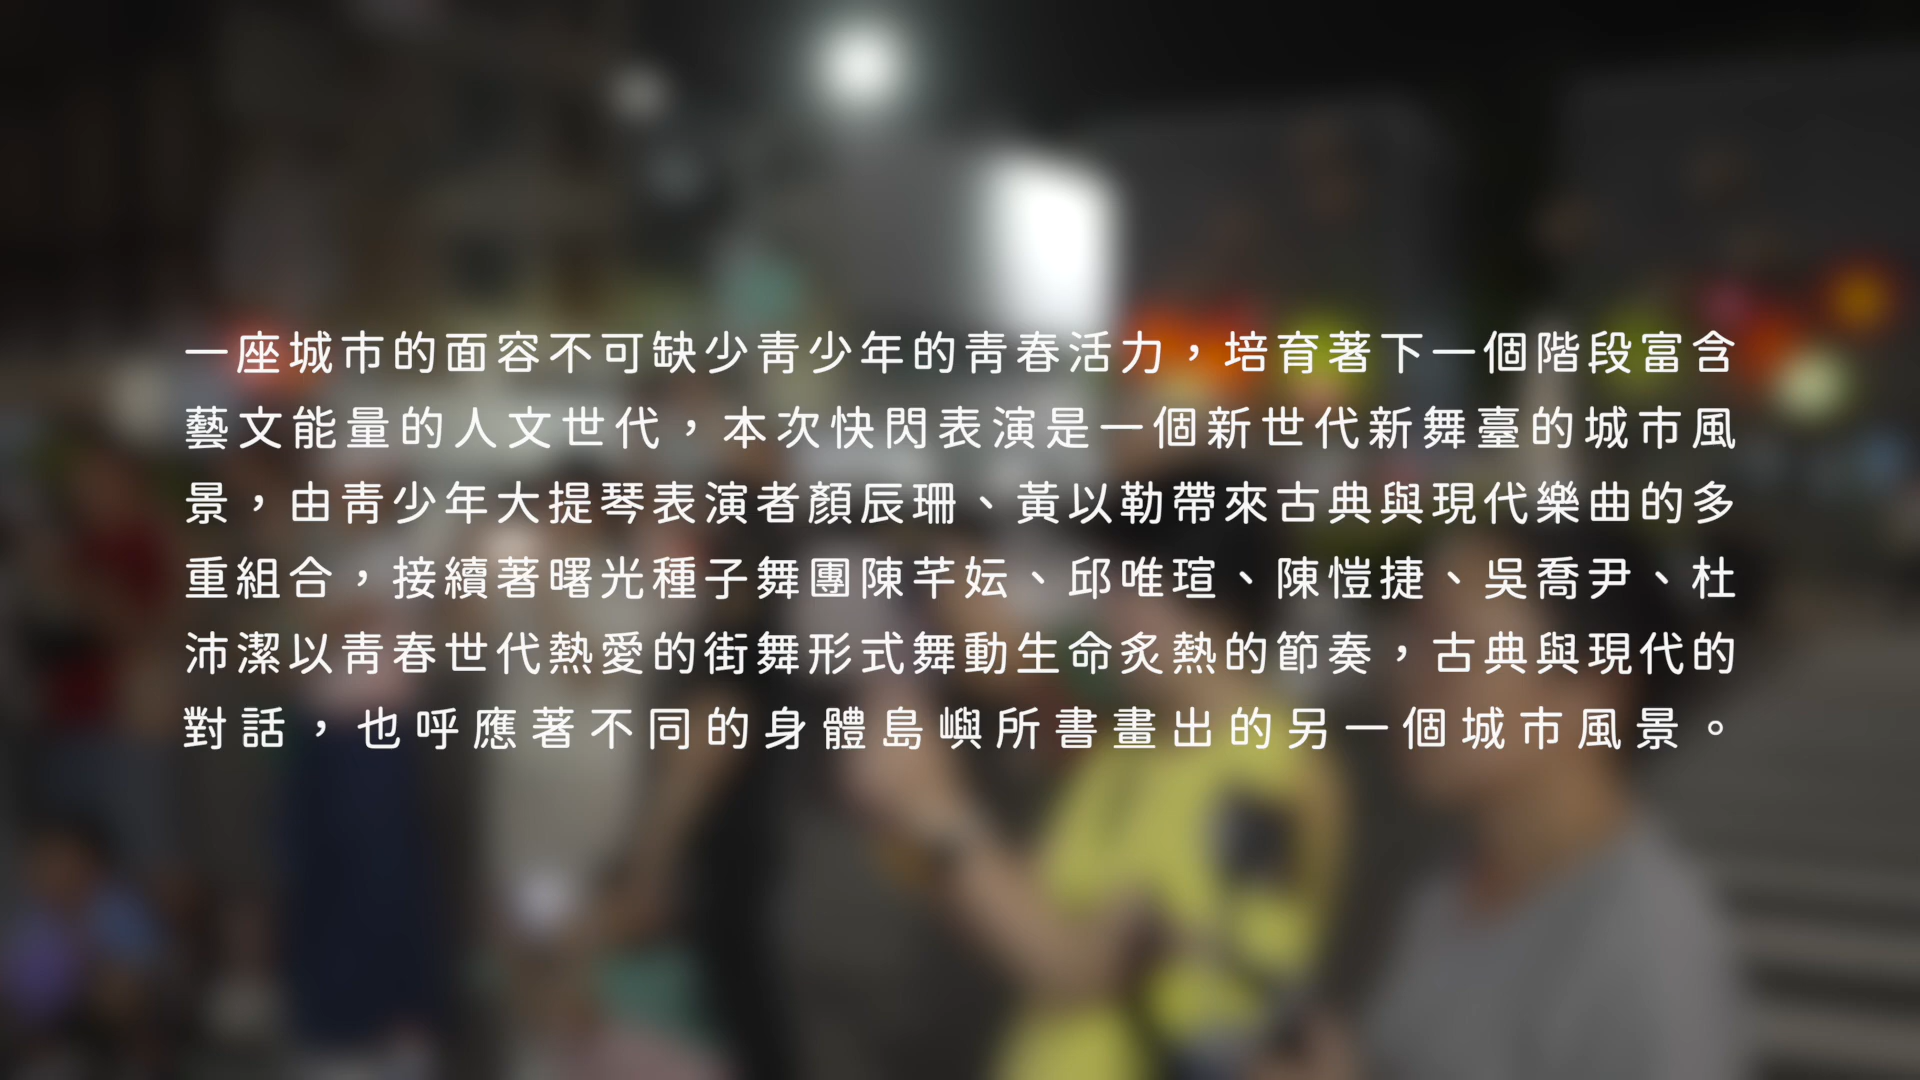 一座城市的面容不可缺少青少年的青春活力，培育著下一個階段富含
藝文能量的人文世代，本次快閃表演是一個新世代新舞臺的城市風
景，由青少年大提琴表演者顏辰珊、黃以勒帶來古典與現代樂曲的多
重組合，接續著曙光種子舞團陳芊妘、邱唯瑄、陳愷捷、吳喬尹、杜
沛潔以青春世代熱愛的街舞形式舞動生命炙熱的節奏，古典與現代的
對話，也呼應著不同的身體島嶼所書畫出的另一個城市風景。